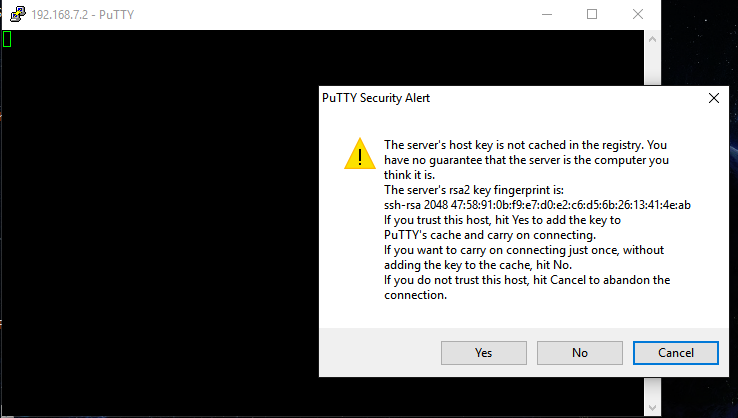 192.168.7.2 - PuTTY
PuTTY Security Alert
The server's host key is not cached in the registry. You
have no guarantee that the server is the computer you
think it is.
The server's rsa2 key fingerprint is:
ssh-rsa 2048 47:58:91:0b:f9:e7:d0:e2:c6:d5:6b:26:13:41:4e:ab
If you trust this host, hit Yes to add the key to
PuTTY's cache and carry on connecting.
If you want to carry on connecting just once, without
adding the key to the cache, hit No.
If you do not trust this host, hit Cancel to abandon the
connection.
Yes
No
Cancel